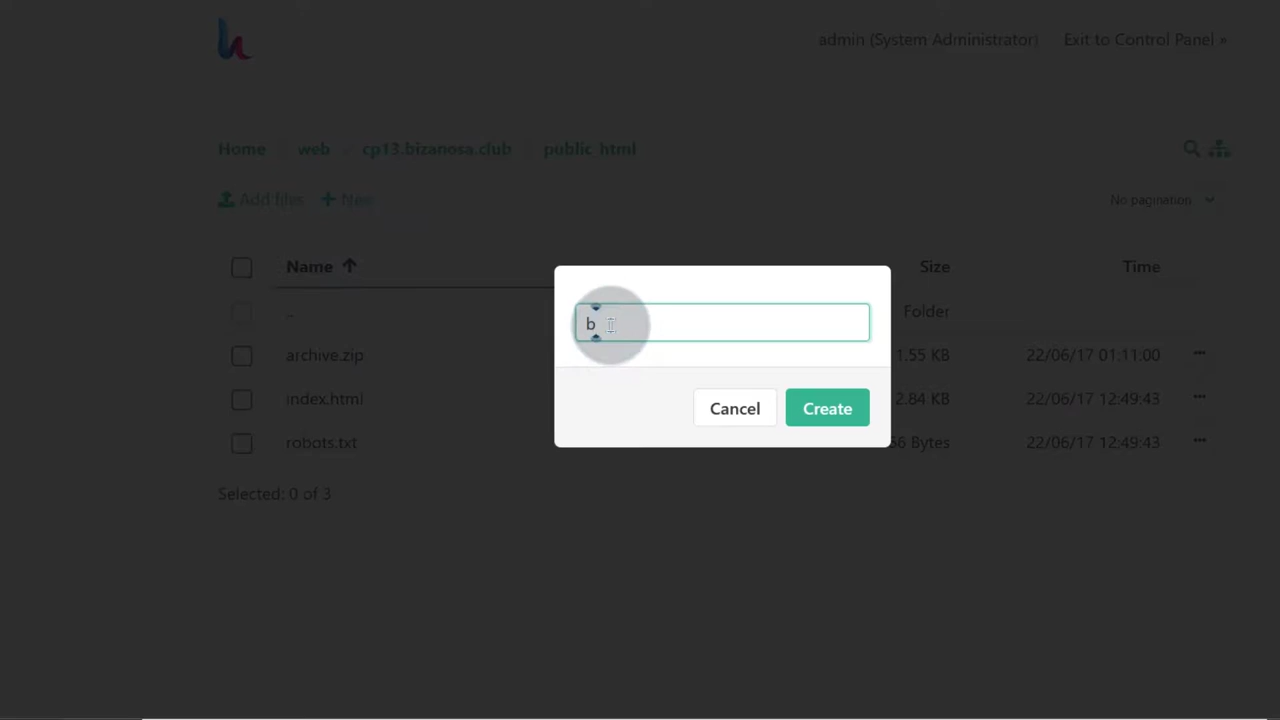 admin (System Administrator) Exit to Control Panel »
Home web cp13.bizanosa.club public_html
Add files New No pagination
Name Size Time
.. Folder
archive.zip 1.55 KB 22/06/17 01:11:00
index.html 2.84 KB 22/06/17 12:49:43
robots.txt Bytes 22/06/17 12:49:43
Selected: 0 of 3
b
Cancel Create